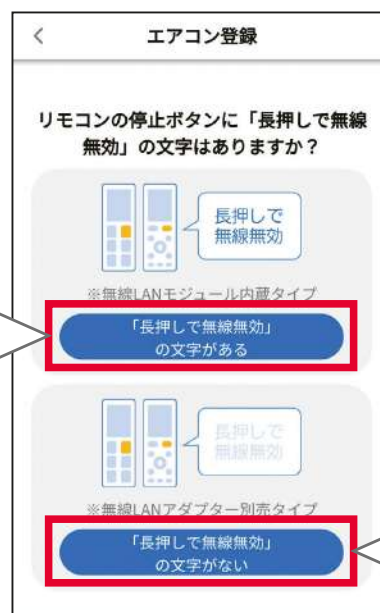 エアコン登録
リモコンの停止ボタンに「長押しで無線
無効」の文字はありますか？
長押しで
無線無効
※無線LANモジュール内蔵タイプ
「長押しで無線無効」
の文字がある
長押しで
無線無効
※無線LANアダプター別売タイプ
「長押しで無線無効」
の文字がない